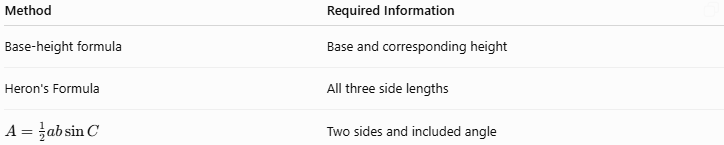 Method Required Information
Base-height formula Base and corresponding height
Heron's Formula All three side lengths
A = \frac{1}{2}ab\sin C Two sides and included angle